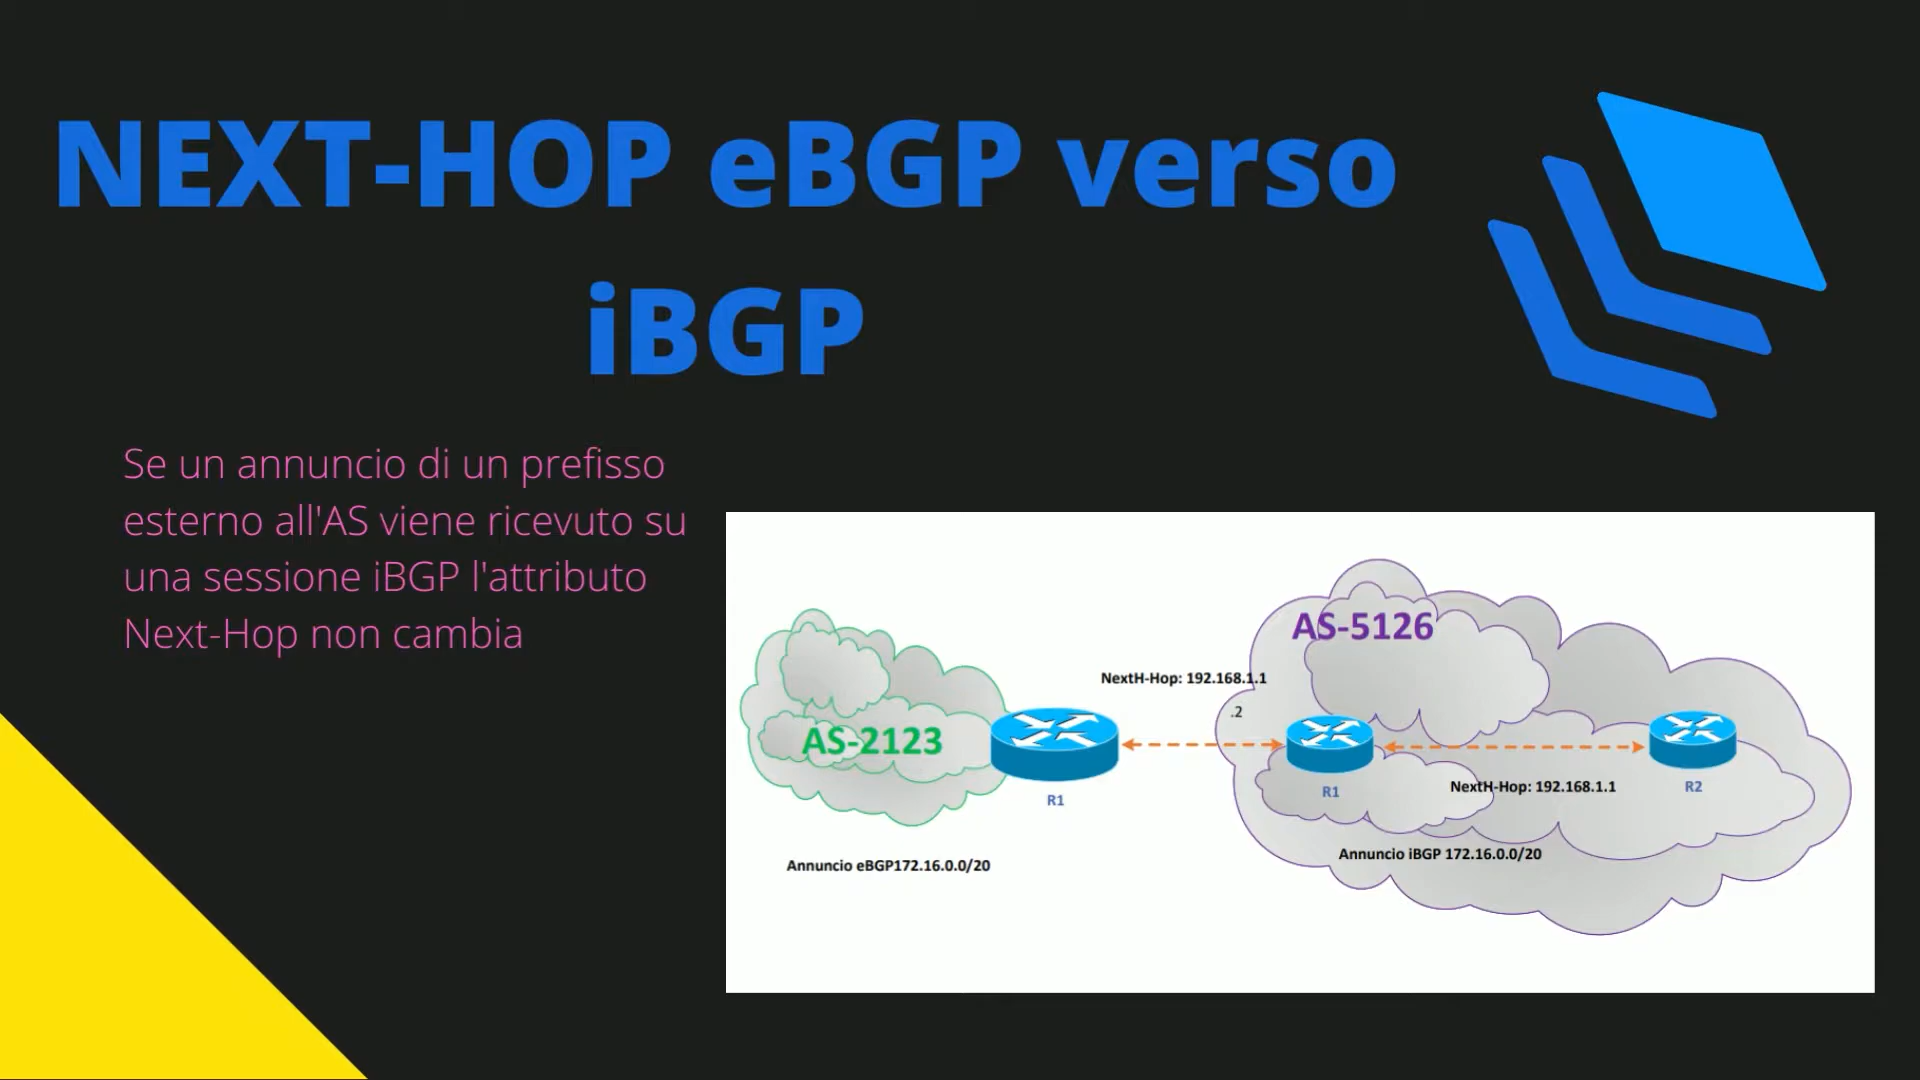 NEXT-HOP eBGP verso
iBGP
Se un annuncio di un prefisso
esterno all'AS viene ricevuto su
una sessione iBGP l'attributo
Next-Hop non cambia
AS-5126
NextH-Hop: 192.168.1.1
.2
AS-2123
R1
R1
NextH-Hop: 192.168.1.1
R2
Annuncio eBGP172.16.0.0/20
Annuncio iBGP 172.16.0.0/20